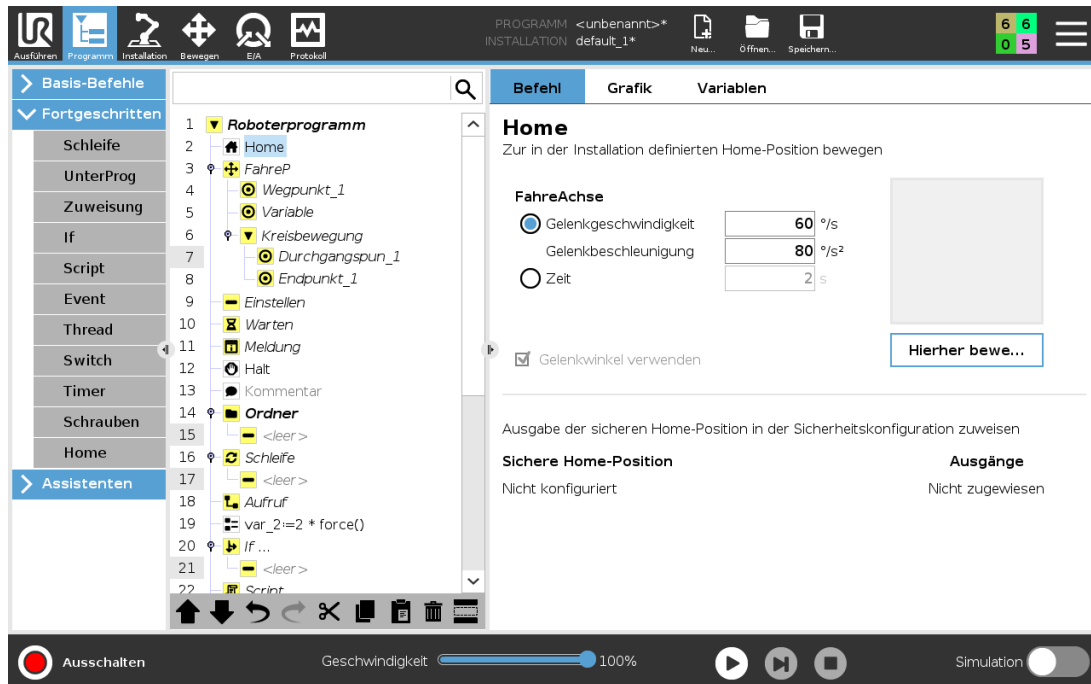 UR
PROGRAMM <unbenannt>*
INSTALLATION default_1*
Ausführen Programm Installation Bewegen E/A Protokoll
Neu... Öffnen... Speichern...
6 6
0 5
Basis-Befehle
Fortgeschritten
Schleife
UnterProg
Zuweisung
If
Script
Event
Thread
Switch
Timer
Schrauben
Home
Assistenten
1 Roboterprogramm
2 Home
3 FahreP
4 Wegpunkt_1
5 Variable
6 Kreisbewegung
7 Durchgangspun_1
8 Endpunkt_1
9 Einstellen
10 Warten
11 Meldung
12 Halt
13 Kommentar
14 Ordner
15 <leer>
16 Schleife
17 <leer>
18 Aufruf
19 var_2:=2 * force()
20 If ...
21 <leer>
22 Script
Befehl Grafik Variablen
Home
Zur in der Installation definierten Home-Position bewegen
FahreAchse
Gelenkgeschwindigkeit 60 °/s
Gelenkbeschleunigung 80 °/s²
Zeit 2 s
Gelenkwinkel verwenden
Hierher bewe...
Ausgabe der sicheren Home-Position in der Sicherheitskonfiguration zuweisen
Sichere Home-Position Ausgänge
Nicht konfiguriert Nicht zugewiesen
Ausschalten
Geschwindigkeit 100%
Simulation